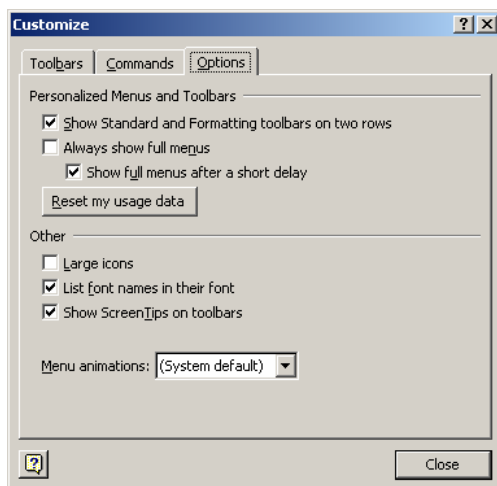 Customize
Toolbars Commands Options
Personalized Menus and Toolbars
Show Standard and Formatting toolbars on two rows
Always show full menus
Show full menus after a short delay
Reset my usage data
Other
Large icons
List font names in their font
Show ScreenTips on toolbars
Menu animations: (System default)
Close